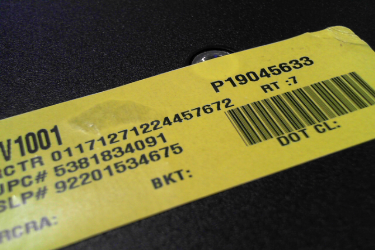 P19045633
RT :7
V1001
CTR 01171271224457672
UPC# 5381834091
SLP# 92201534675
DOT CL:
BKT:
RCRA: